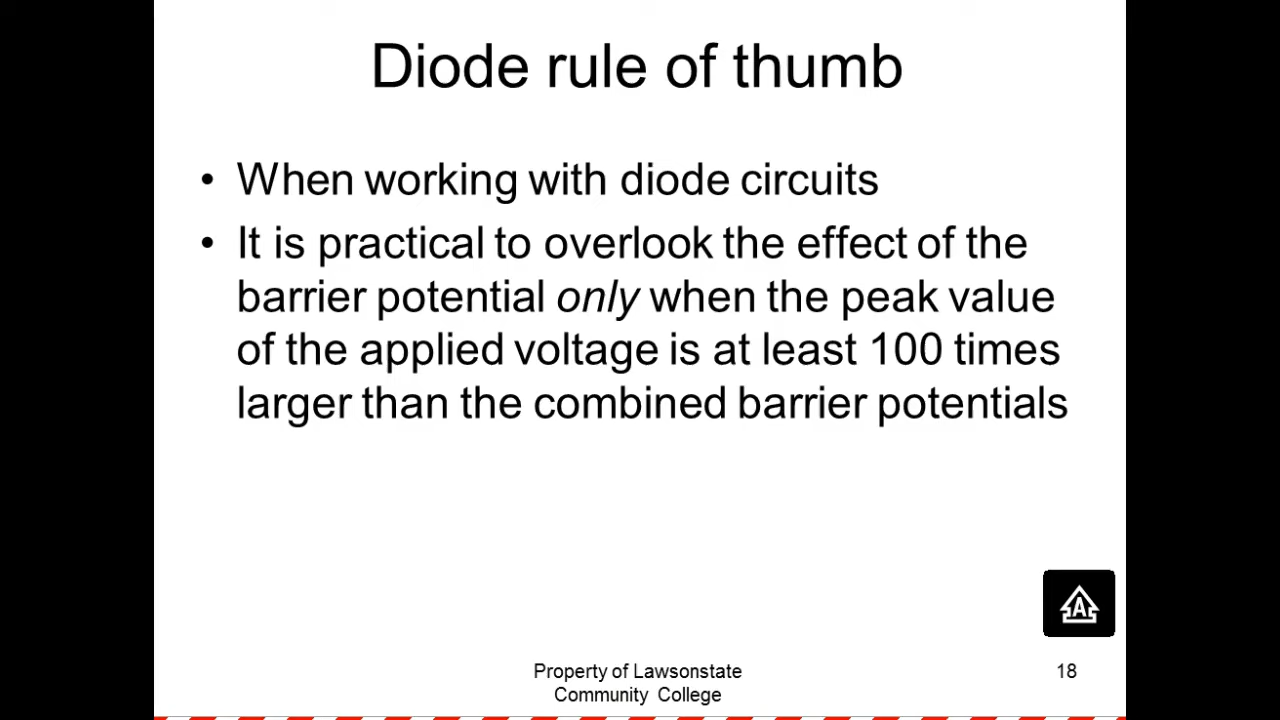 Diode rule of thumb
• When working with diode circuits
• It is practical to overlook the effect of the
barrier potential only when the peak value
of the applied voltage is at least 100 times
larger than the combined barrier potentials
A
Property of Lawsonstate
Community College
18